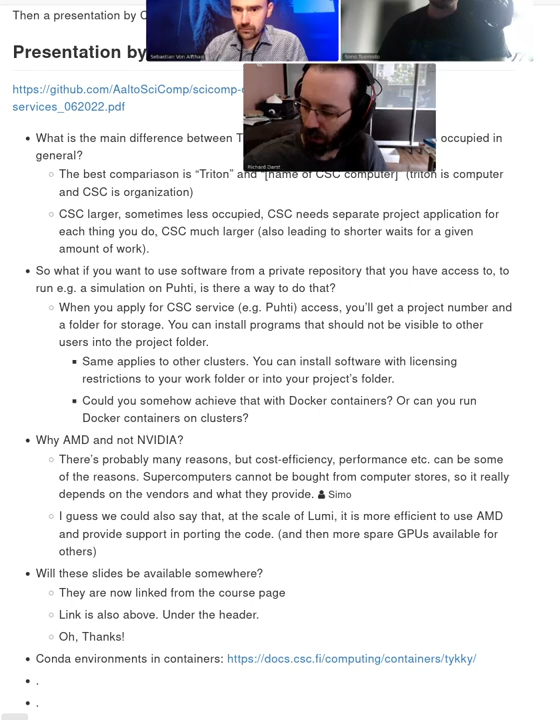 Then a presentation by
Presentation by
https://github.com/AaltoSciComp/scicomp-
services_062022.pdf
Sebastian Von Alfthan
Simo Tuomisto
Richard Darst
• What is the main difference between T occupied in
general?
◦ The best compariason is “Triton” and “[name of CSC computer]” (triton is computer
and CSC is organization)
◦ CSC larger, sometimes less occupied, CSC needs separate project application for
each thing you do, CSC much larger (also leading to shorter waits for a given
amount of work).
• So what if you want to use software from a private repository that you have access to, to
run e.g. a simulation on Puhti, is there a way to do that?
◦ When you apply for CSC service (e.g. Puhti) access, you’ll get a project number and
a folder for storage. You can install programs that should not be visible to other
users into the project folder.
▪ Same applies to other clusters. You can install software with licensing
restrictions to your work folder or into your project’s folder.
▪ Could you somehow achieve that with Docker containers? Or can you run
Docker containers on clusters?
• Why AMD and not NVIDIA?
◦ There’s probably many reasons, but cost-efficiency, performance etc. can be some
of the reasons. Supercomputers cannot be bought from computer stores, so it really
depends on the vendors and what they provide. Simo
◦ I guess we could also say that, at the scale of Lumi, it is more efficient to use AMD
and provide support in porting the code. (and then more spare GPUs available for
others)
• Will these slides be available somewhere?
◦ They are now linked from the course page
◦ Link is also above. Under the header.
◦ Oh, Thanks!
• Conda environments in containers: https://docs.csc.fi/computing/containers/tykky/
• .
• .